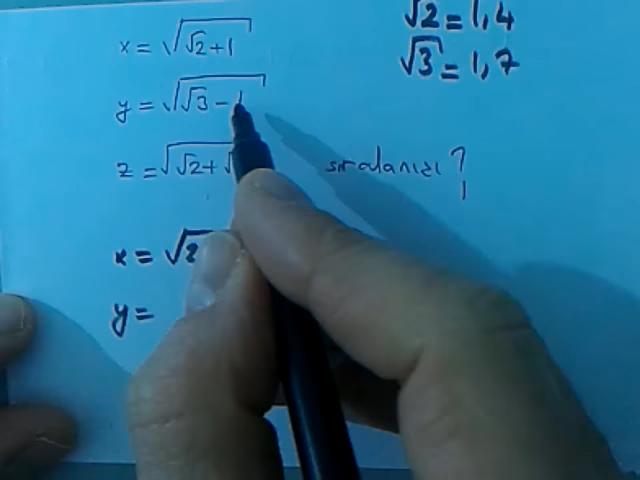 x = √(√2+1)
√2 = 1,4
√3 = 1,7
y = √(√3 - 1
z = √(√2+√ sıralanışı ?
x = √2
y =